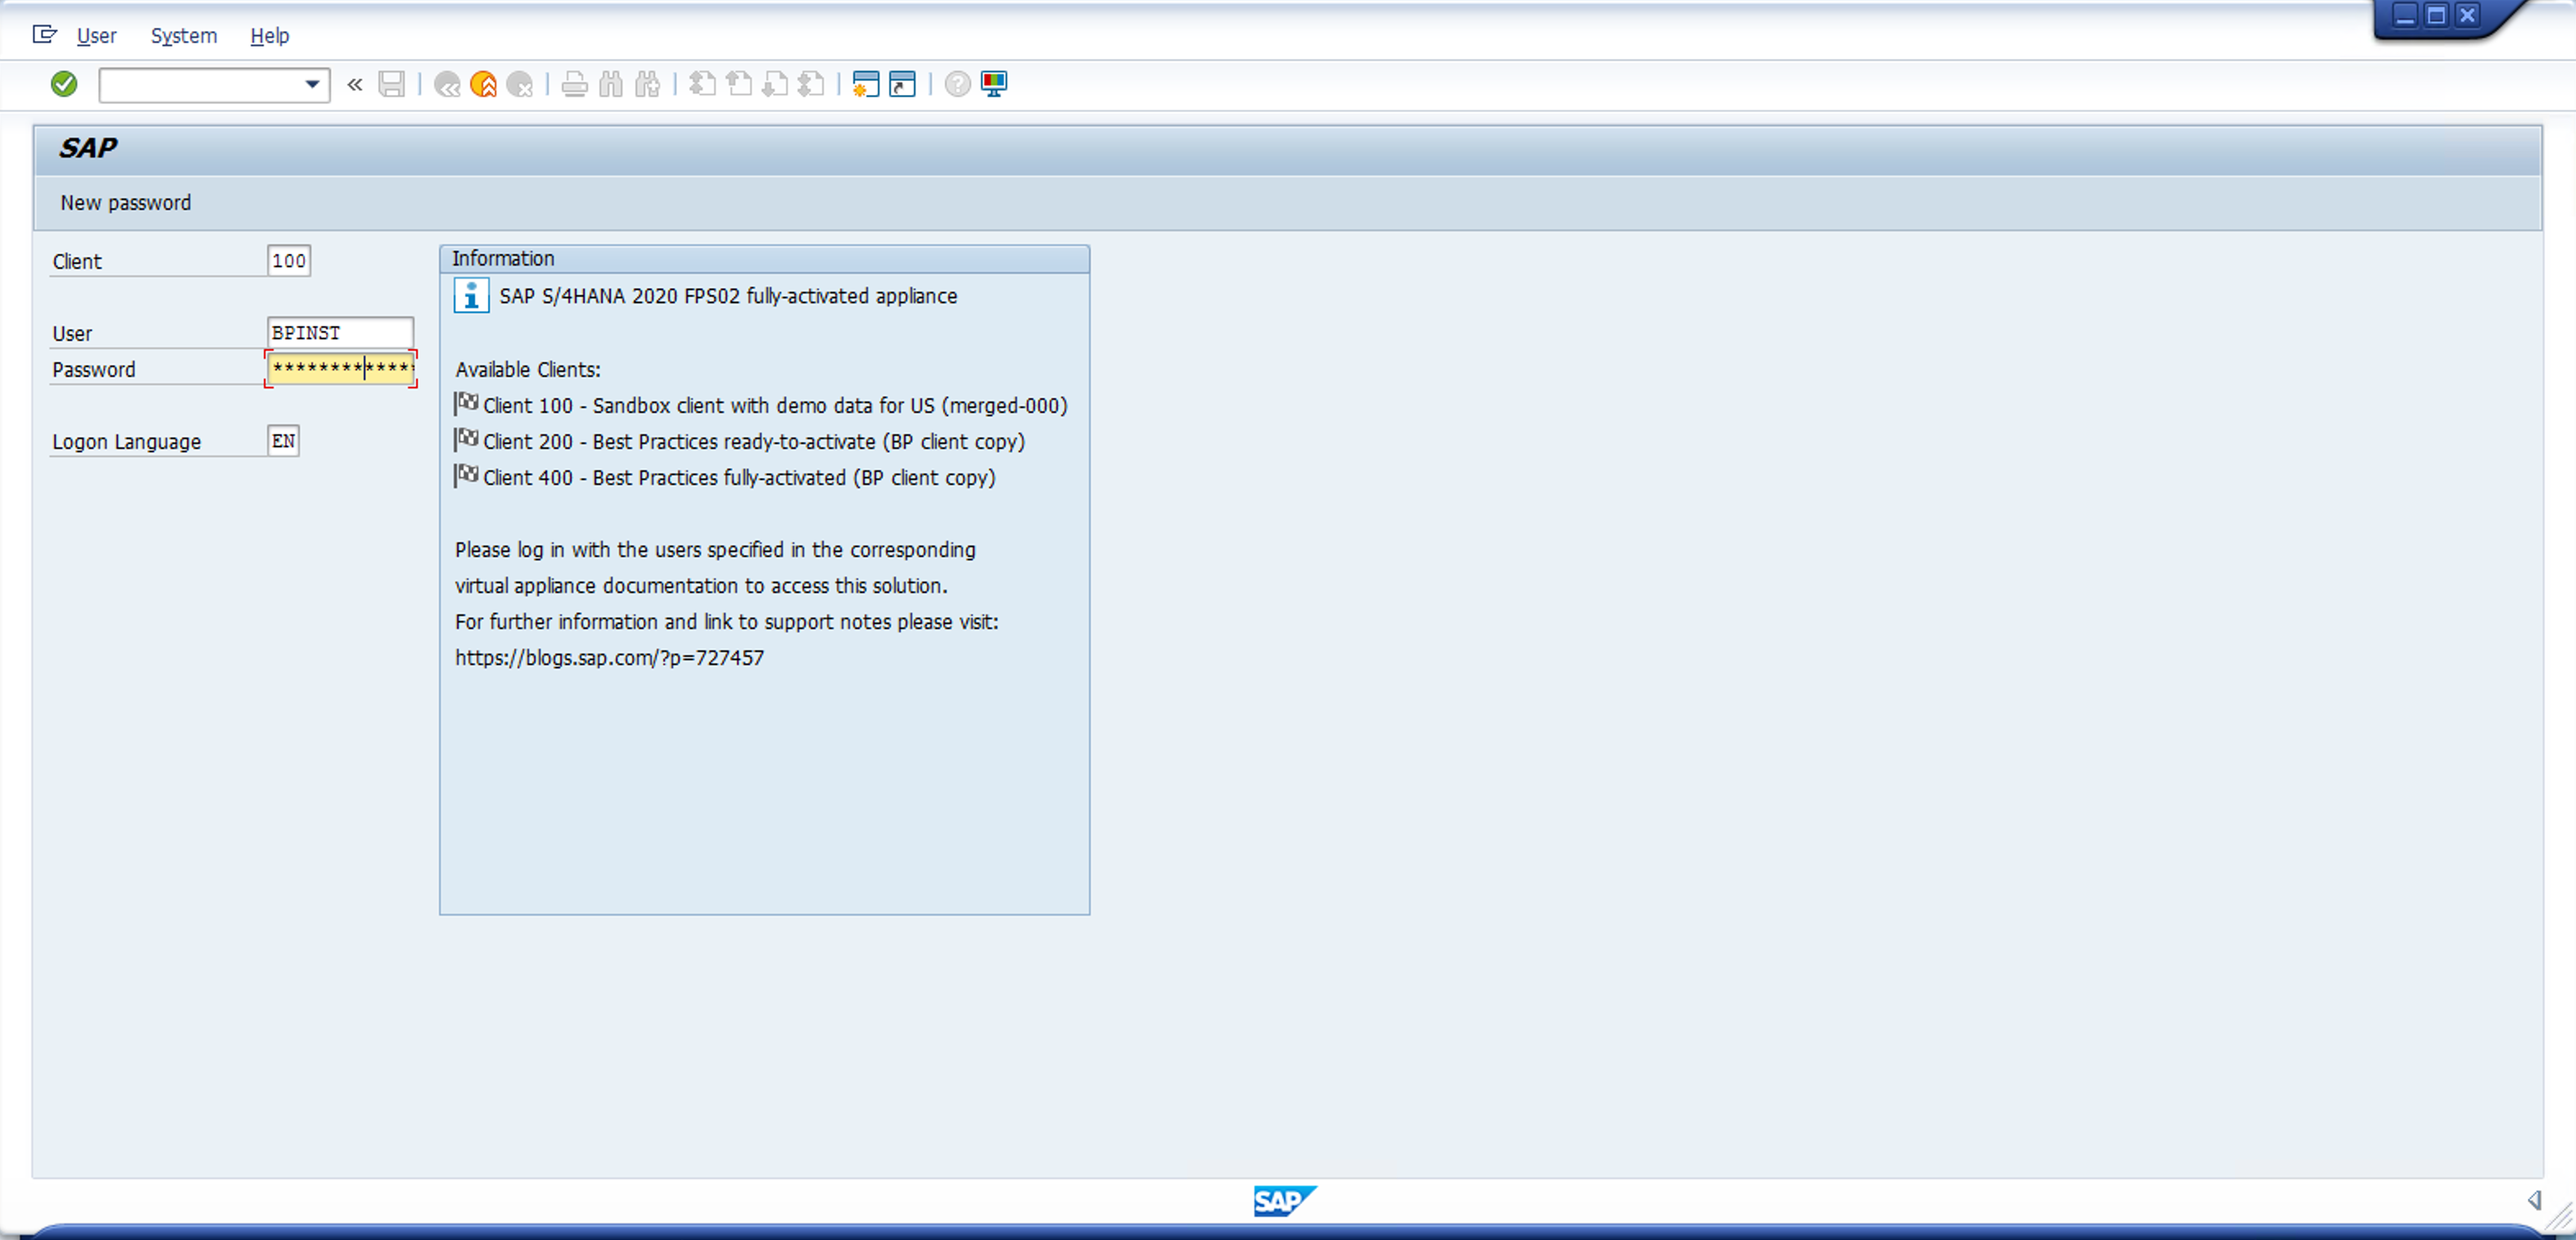 User System Help
SAP
New password
Client 100
User BPINST
Password *************
Logon Language EN
Information
SAP S/4HANA 2020 FPS02 fully-activated appliance
Available Clients:
Client 100 - Sandbox client with demo data for US (merged-000)
Client 200 - Best Practices ready-to-activate (BP client copy)
Client 400 - Best Practices fully-activated (BP client copy)
Please log in with the users specified in the corresponding
virtual appliance documentation to access this solution.
For further information and link to support notes please visit:
https://blogs.sap.com/?p=727457
SAP